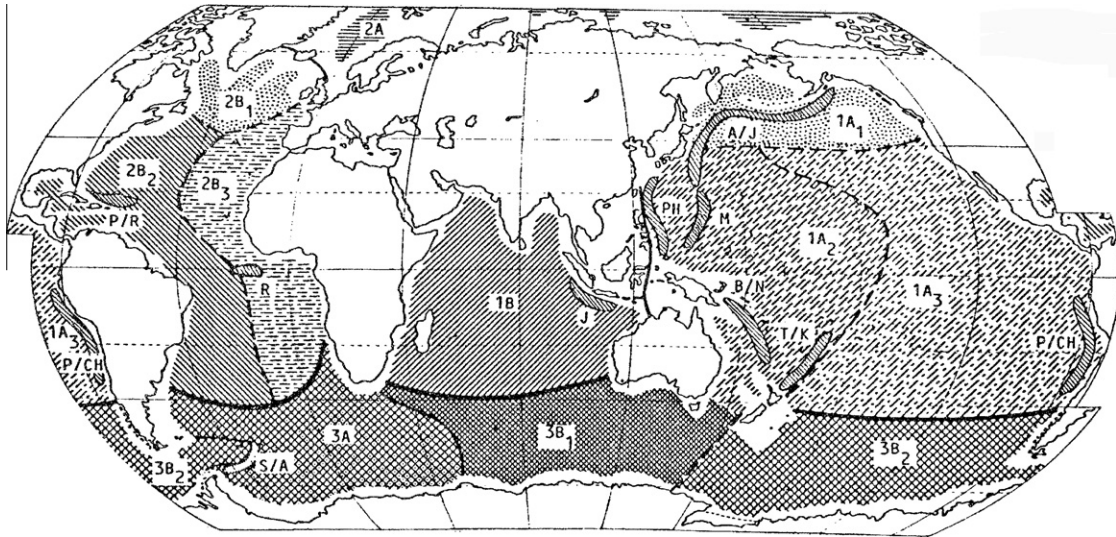 2A
2B₁
1A₁
A/J
2B₂
2B₃
PH
M
P/R
1A₂
R
1B
B/N
1A₃
J
T/K
1A₃
P/CH
P/CH
3A
3B₁
3B₂
S/A
3B₂